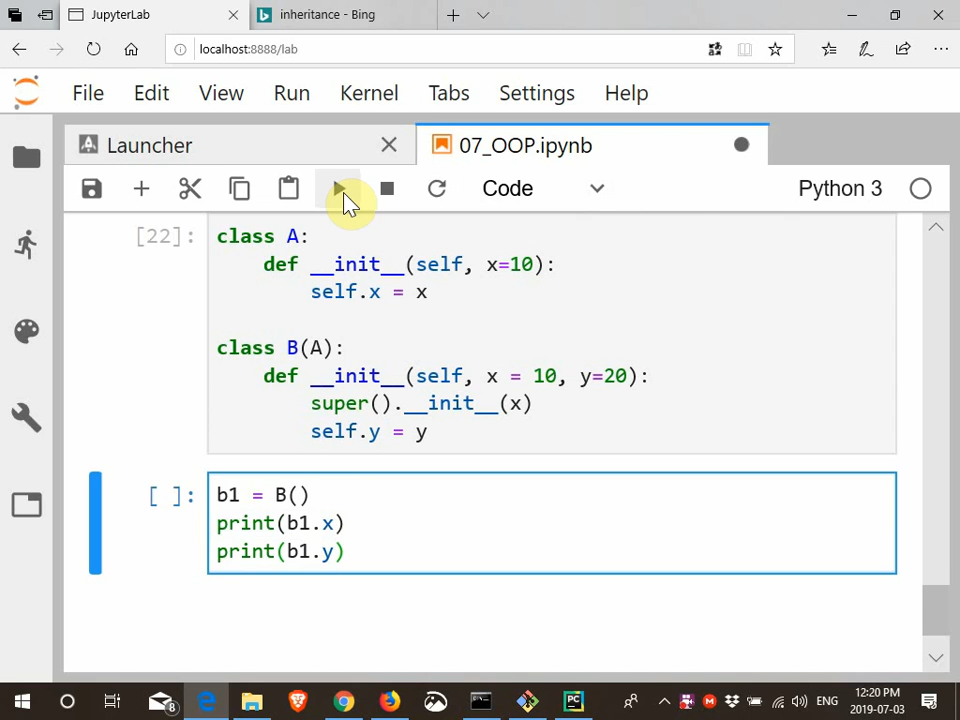 JupyterLab
inheritance - Bing
localhost:8888/lab
File Edit View Run Kernel Tabs Settings Help
Launcher
07_OOP.ipynb
Code
Python 3
[22]:
class A:
    def __init__(self, x=10):
        self.x = x
class B(A):
    def __init__(self, x = 10, y=20):
        super().__init__(x)
        self.y = y
[ ]:
b1 = B()
print(b1.x)
print(b1.y)
8
ENG
12:20 PM
2019-07-03